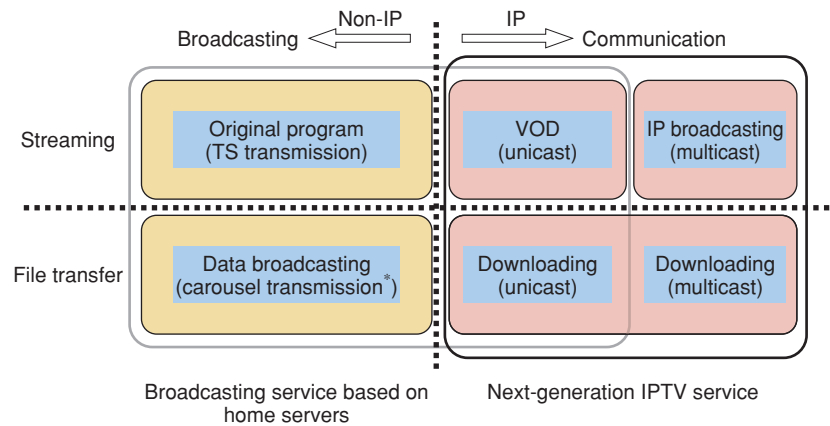 Non-IP
IP
Broadcasting
Communication
Streaming
Original program
(TS transmission)
VOD
(unicast)
IP broadcasting
(multicast)
File transfer
Data broadcasting
(carousel transmission*)
Downloading
(unicast)
Downloading
(multicast)
Broadcasting service based on
home servers
Next-generation IPTV service